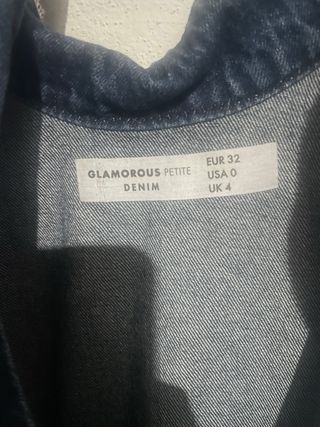 GLAMOROUS PETITE
DENIM
EUR 32
USA 0
UK 4